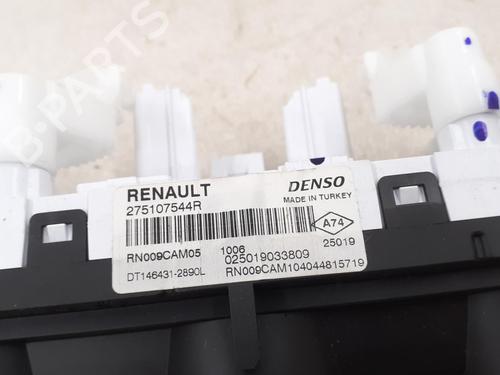 B-PARTS
RENAULT
275107544R
DENSO
MADE IN TURKEY
A74
RN009CAM05
1006
25019
025019033809
DT146431-2890L
RN009CAM104044815719